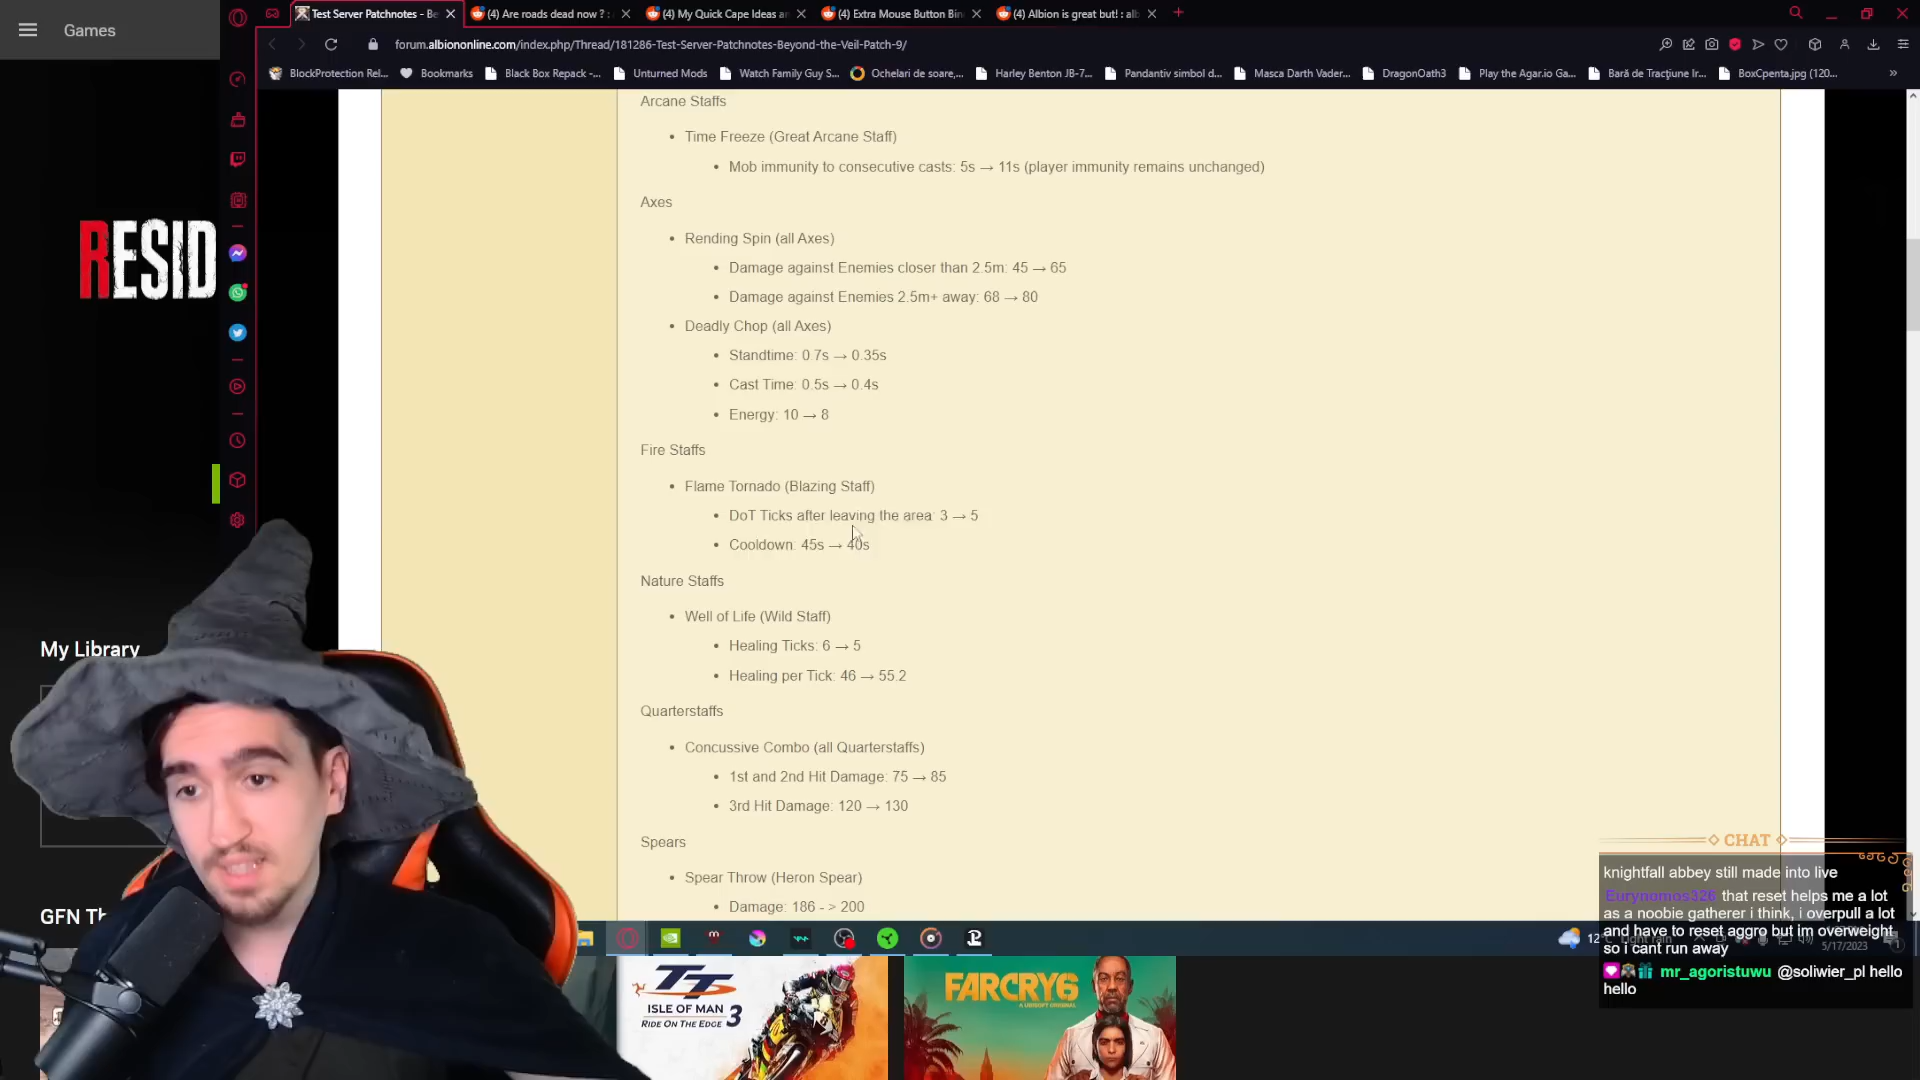 Games
Test Server Patchnotes - Be
(4) Are roads dead now ? :
(4) My Quick Cape Ideas a
(4) Extra Mouse Button Bin
(4) Albion is great but! : alb
forum.albiononline.com/index.php/Thread/181286-Test-Server-Patchnotes-Beyond-the-Veil-Patch-9/
BlockProtection Rel...
Bookmarks
Black Box Repack -...
Unturned Mods
Watch Family Guy S...
Ochelari de soare,...
Harley Benton JB-7...
Pandantiv simbol d...
Masca Darth Vader...
DragonOath3
Play the Agar.io Ga...
Bară de Tracțiune Ir...
BoxCpenta.jpg (120...
Arcane Staffs
Time Freeze (Great Arcane Staff)
Mob immunity to consecutive casts: 5s → 11s (player immunity remains unchanged)
Axes
Rending Spin (all Axes)
Damage against Enemies closer than 2.5m: 45 → 65
Damage against Enemies 2.5m+ away: 68 → 80
Deadly Chop (all Axes)
Standtime: 0.7s → 0.35s
Cast Time: 0.5s → 0.4s
Energy: 10 → 8
Fire Staffs
Flame Tornado (Blazing Staff)
DoT Ticks after leaving the area: 3 → 5
Cooldown: 45s → 40s
Nature Staffs
Well of Life (Wild Staff)
Healing Ticks: 6 → 5
Healing per Tick: 46 → 55.2
Quarterstaffs
Concussive Combo (all Quarterstaffs)
1st and 2nd Hit Damage: 75 → 85
3rd Hit Damage: 120 → 130
Spears
Spear Throw (Heron Spear)
Damage: 186 - > 200
RESID
My Library
GFN Th
CHAT
knightfall abbey still made into live
Eurynomos328 that reset helps me a lot
as a noobie gatherer i think, i overpull a lot
and have to reset aggro but im overweight
so i cant run away
mr_agoristuwu @soliwier_pl hello
hello
Light rain
5/17/2023
TT
ISLE OF MAN
RIDE ON THE EDGE 3
FARCRY6
A UBISOFT ORIGINAL